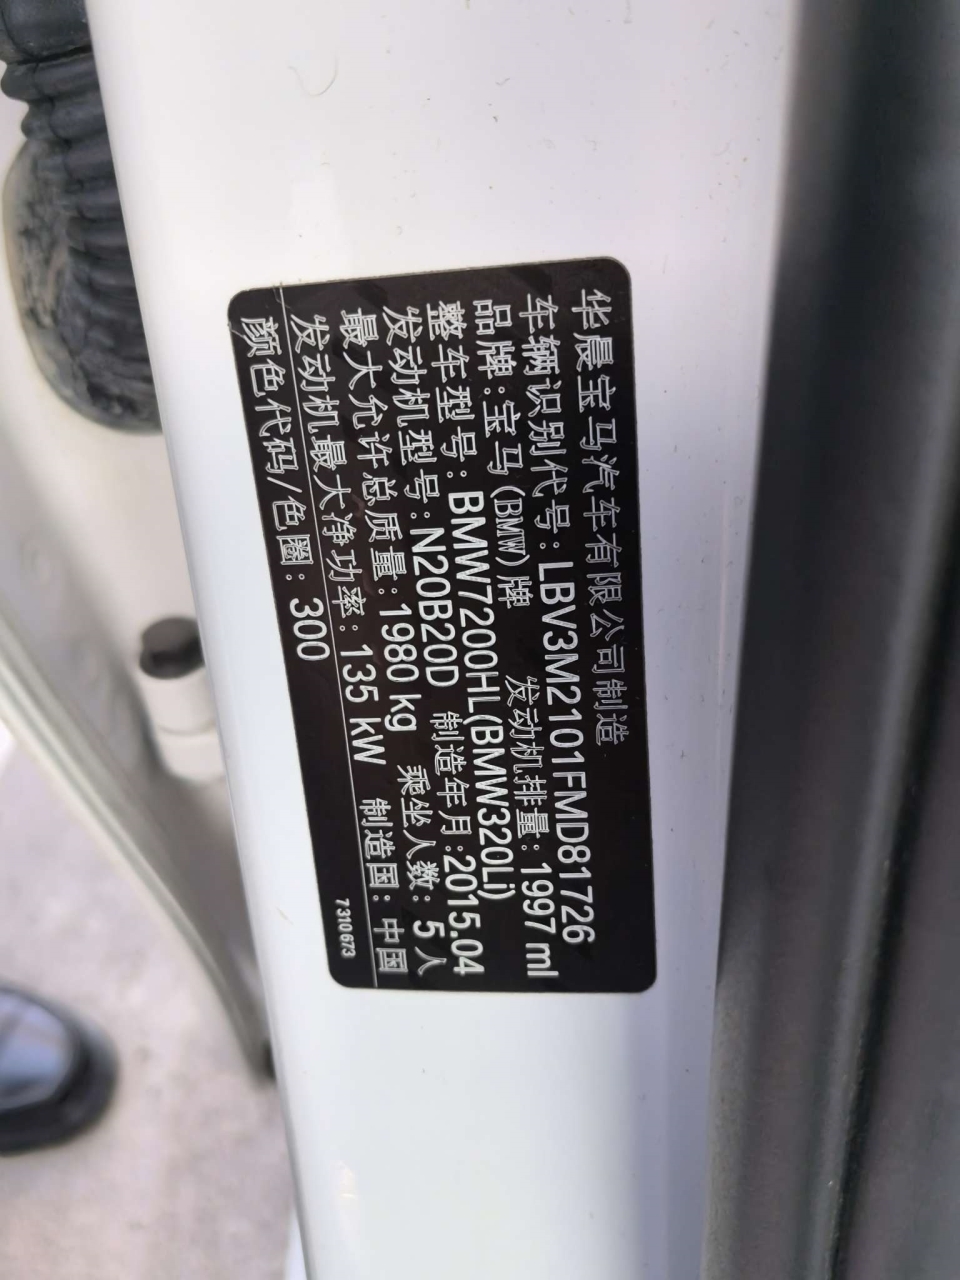 华晨宝马汽车有限公司制造
车辆识别代号:LBV3M2101FMD81726
品牌:宝马(BMW)牌 发动机排量:1997 ml
整车型号:BMW7200HL(BMW320Li)
发动机型号:N20B20D 制造年月:2015.04
最大允许总质量:1980 kg 乘坐人数:5人
发动机最大净功率:135 kW 制造国:中国
颜色代码/色圈:300
7 310 673